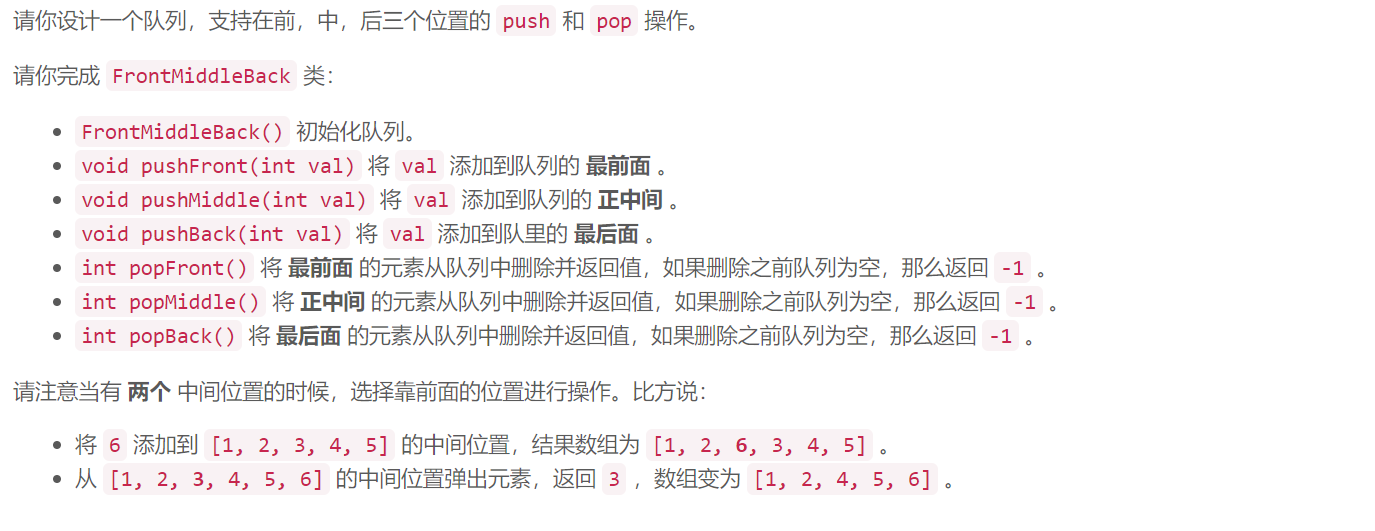 请你设计一个队列，支持在前，中，后三个位置的 push 和 pop 操作。
请你完成 FrontMiddleBack 类：
FrontMiddleBack() 初始化队列。
void pushFront(int val) 将 val 添加到队列的 最前面 。
void pushMiddle(int val) 将 val 添加到队列的 正中间 。
void pushBack(int val) 将 val 添加到队里的 最后面 。
int popFront() 将 最前面 的元素从队列中删除并返回值，如果删除之前队列为空，那么返回 -1 。
int popMiddle() 将 正中间 的元素从队列中删除并返回值，如果删除之前队列为空，那么返回 -1 。
int popBack() 将 最后面 的元素从队列中删除并返回值，如果删除之前队列为空，那么返回 -1 。
请注意当有 两个 中间位置的时候，选择靠前面的位置进行操作。比方说：
将 6 添加到 [1, 2, 3, 4, 5] 的中间位置，结果数组为 [1, 2, 6, 3, 4, 5] 。
从 [1, 2, 3, 4, 5, 6] 的中间位置弹出元素，返回 3 ，数组变为 [1, 2, 4, 5, 6] 。